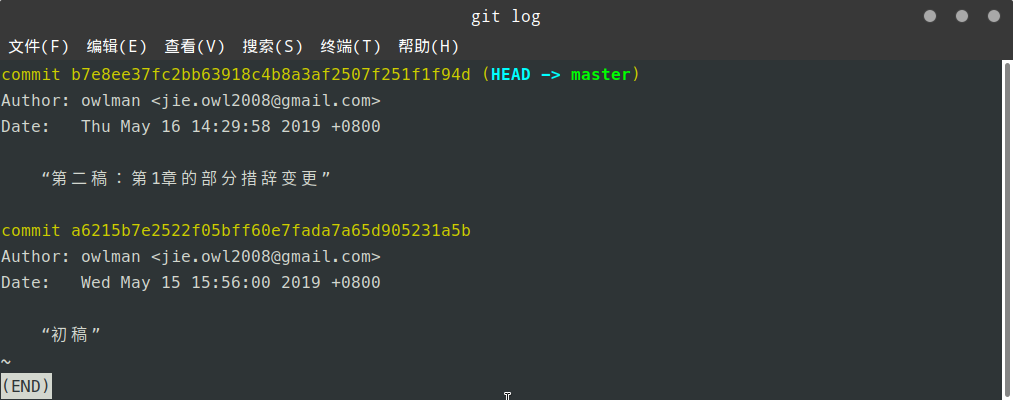 git log
文件(F) 编辑(E) 查看(V) 搜索(S) 终端(T) 帮助(H)
commit b7e8ee37fc2bb63918c4b8a3af2507f251f1f94d (HEAD -> master)
Author: owlman <jie.owl2008@gmail.com>
Date:   Thu May 16 14:29:58 2019 +0800
“第二稿：第1章的部分措辞变更”
commit a6215b7e2522f05bff60e7fada7a65d905231a5b
Author: owlman <jie.owl2008@gmail.com>
Date:   Wed May 15 15:56:00 2019 +0800
“初稿”
~
(END)